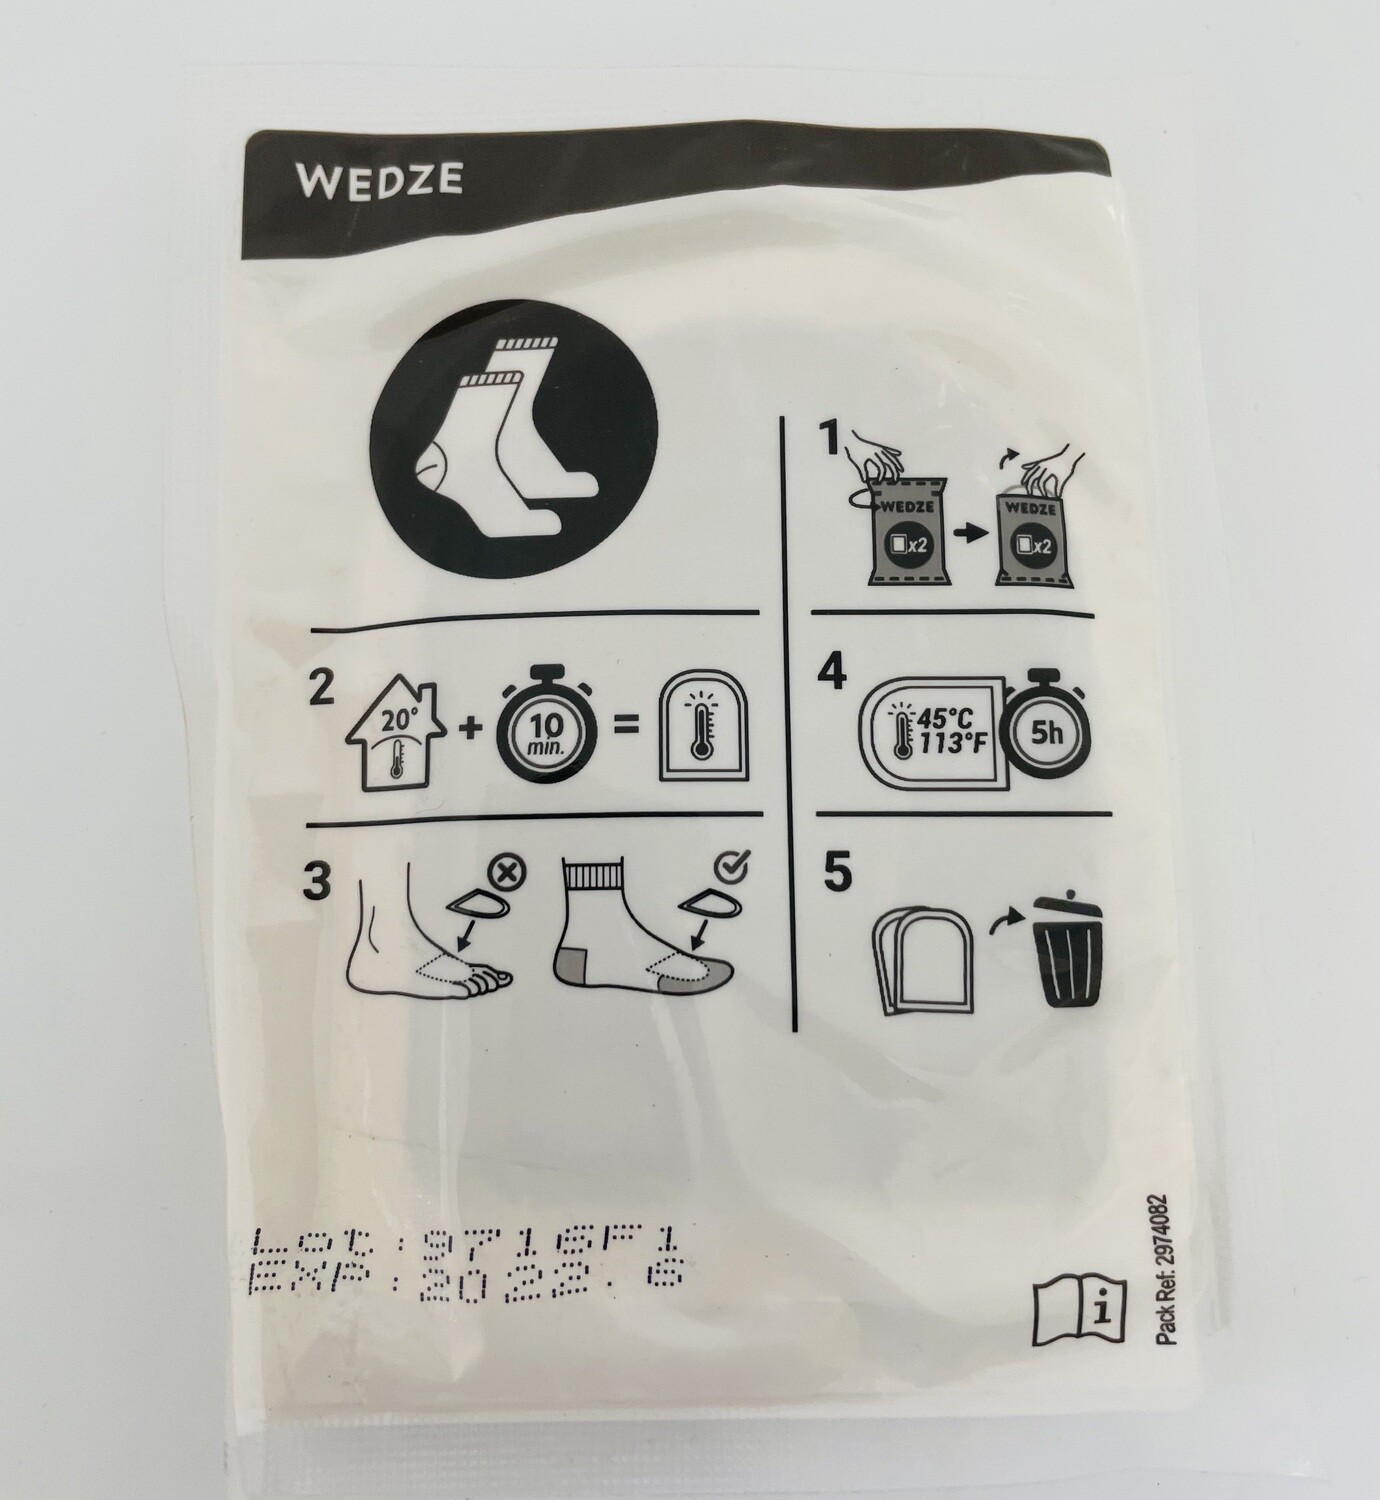 WEDZE
1
WEDZE
x2
WEDZE
x2
2
20°
+
10
min.
=
4
45°C
113°F
5h
3
5
Lot:9716F1
EXP:2022.6
Pack Ref: 2974082
i